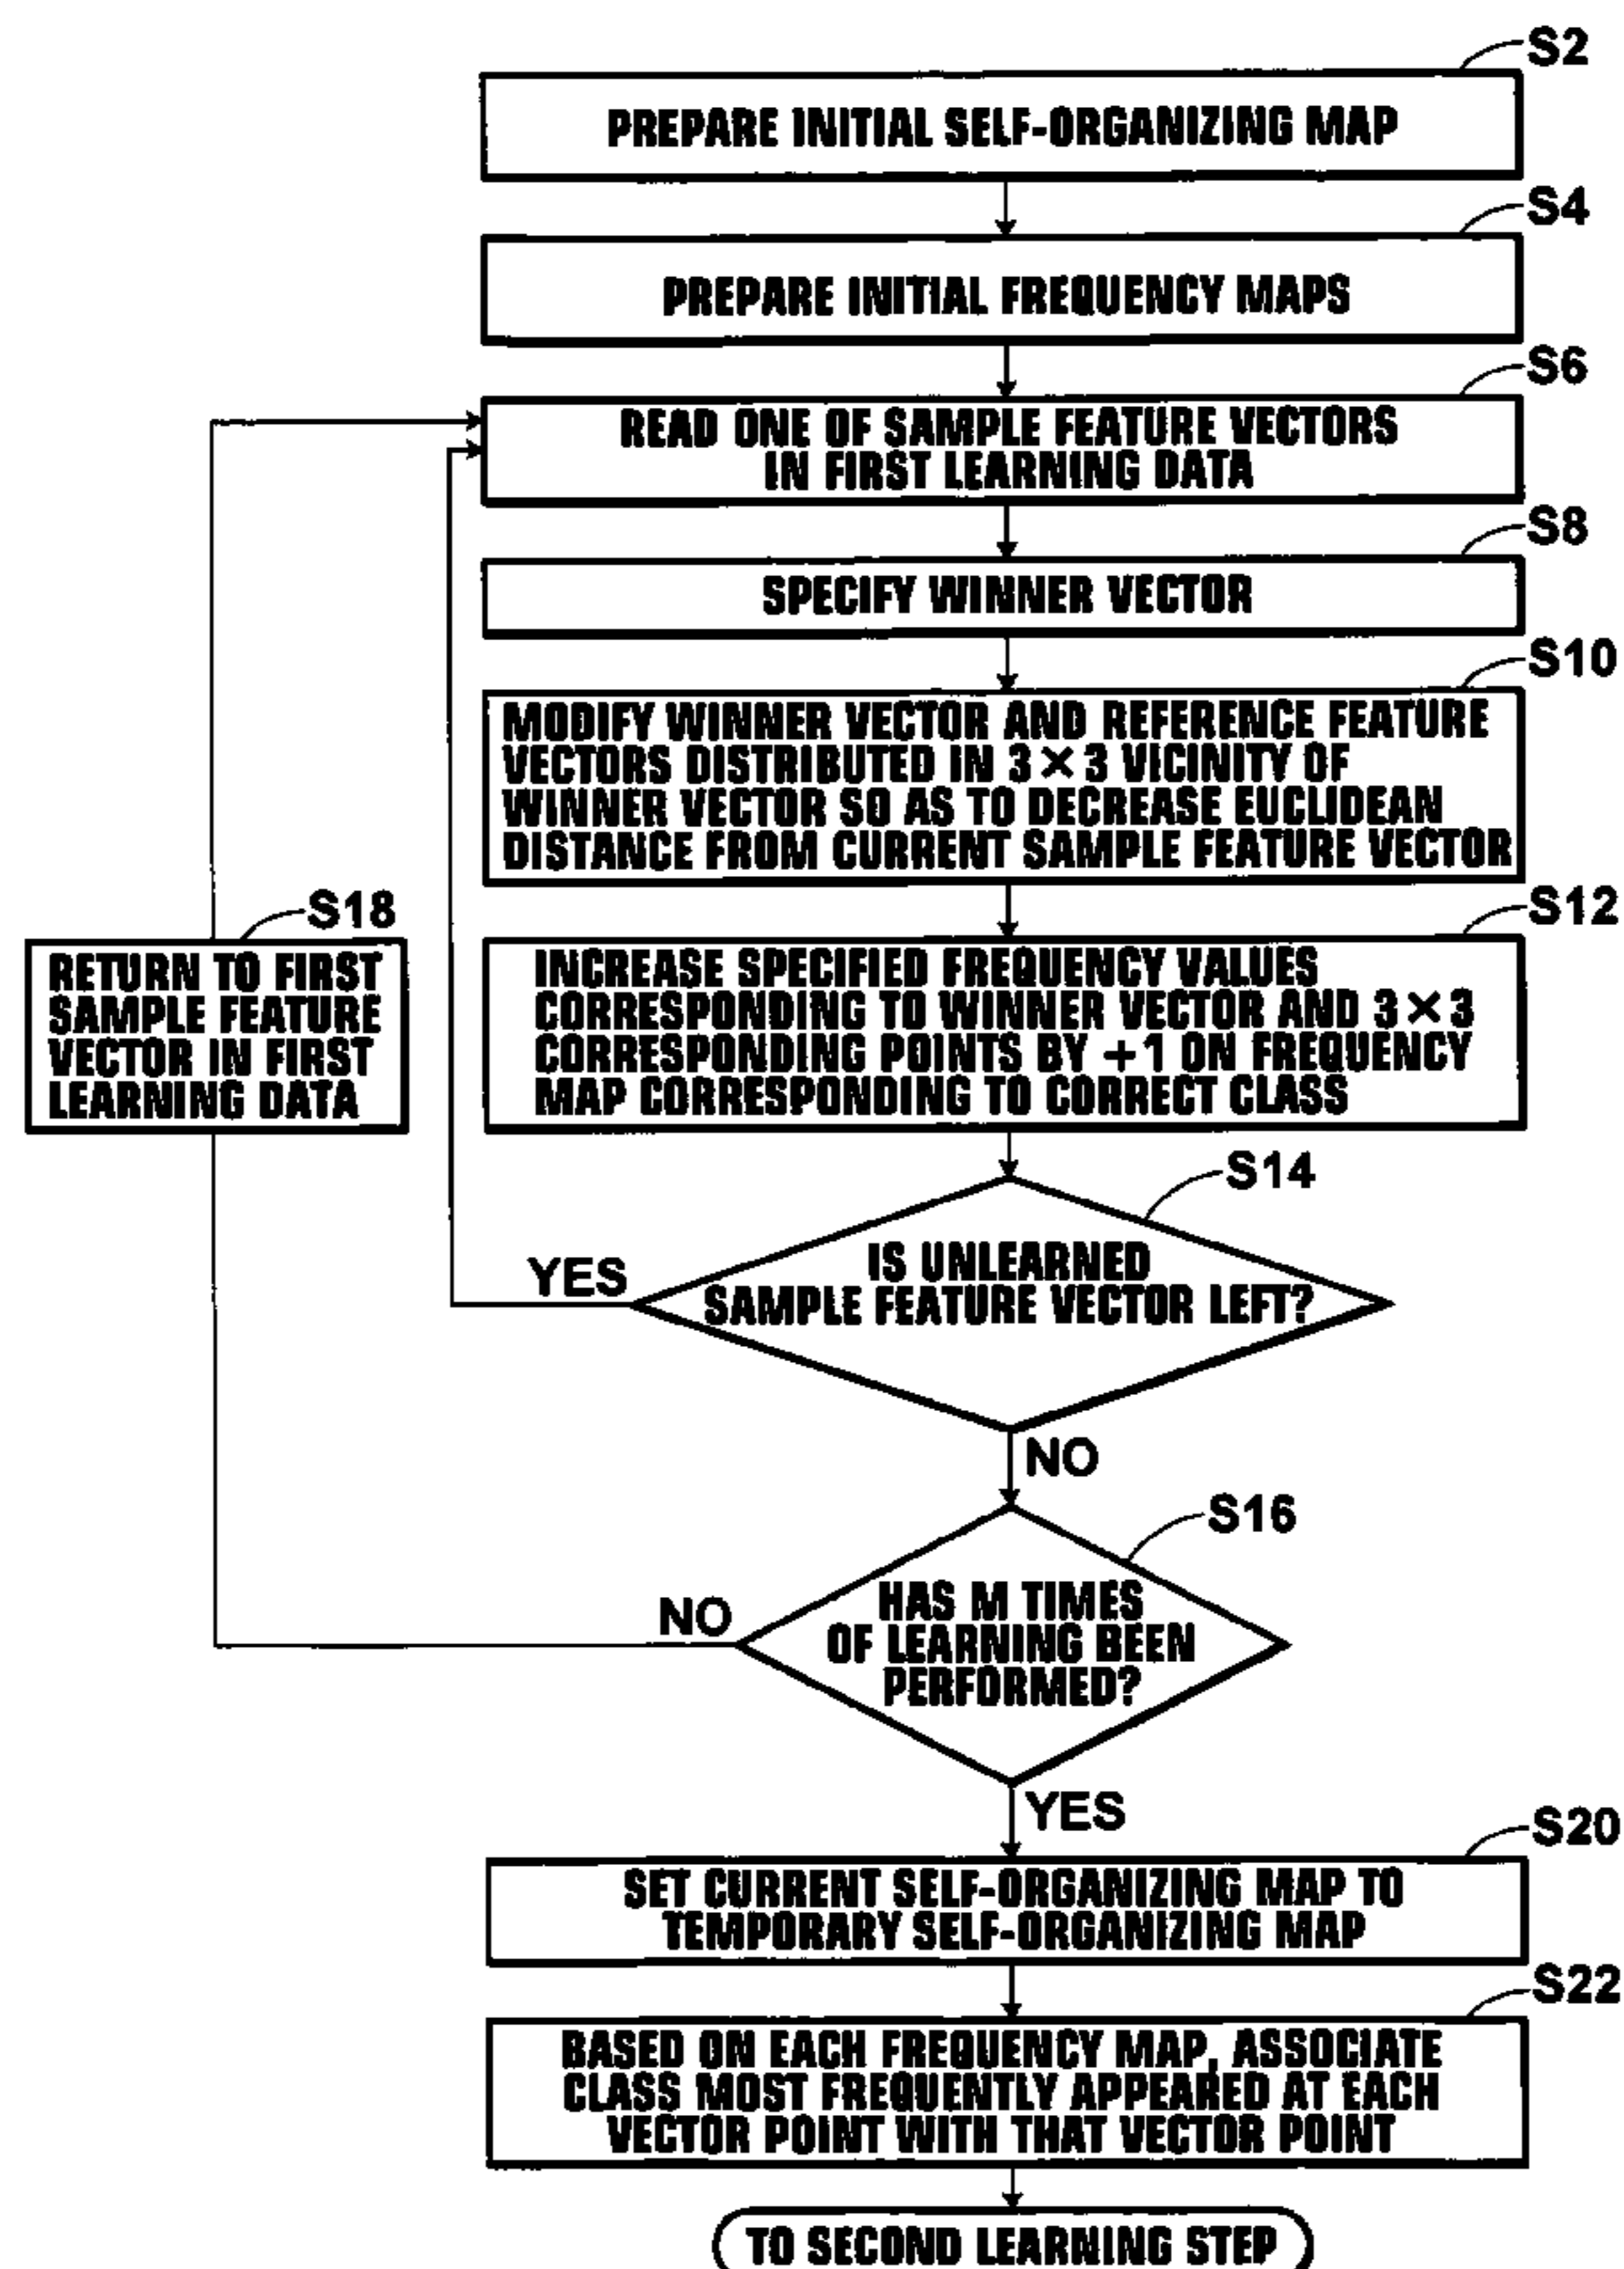 S2
PREPARE INITIAL SELF-ORGANIZING MAP
S4
PREPARE INITIAL FREQUENCY MAPS
S6
READ ONE OF SAMPLE FEATURE VECTORS
IN FIRST LEARNING DATA
S8
SPECIFY WINNER VECTOR
S10
MODIFY WINNER VECTOR AND REFERENCE FEATURE
VECTORS DISTRIBUTED IN 3×3 VICINITY OF
WINNER VECTOR SO AS TO DECREASE EUCLIDEAN
DISTANCE FROM CURRENT SAMPLE FEATURE VECTOR
S12
INCREASE SPECIFIED FREQUENCY VALUES
CORRESPONDING TO WINNER VECTOR AND 3×3
CORRESPONDING POINTS BY +1 ON FREQUENCY
MAP CORRESPONDING TO CORRECT CLASS
S18
RETURN TO FIRST
SAMPLE FEATURE
VECTOR IN FIRST
LEARNING DATA
S14
IS UNLEARNED
SAMPLE FEATURE VECTOR LEFT?
YES
NO
S16
HAS M TIMES
OF LEARNING BEEN
PERFORMED?
NO
YES
S20
SET CURRENT SELF-ORGANIZING MAP TO
TEMPORARY SELF-ORGANIZING MAP
S22
BASED ON EACH FREQUENCY MAP, ASSOCIATE
CLASS MOST FREQUENTLY APPEARED AT EACH
VECTOR POINT WITH THAT VECTOR POINT
TO SECOND LEARNING STEP